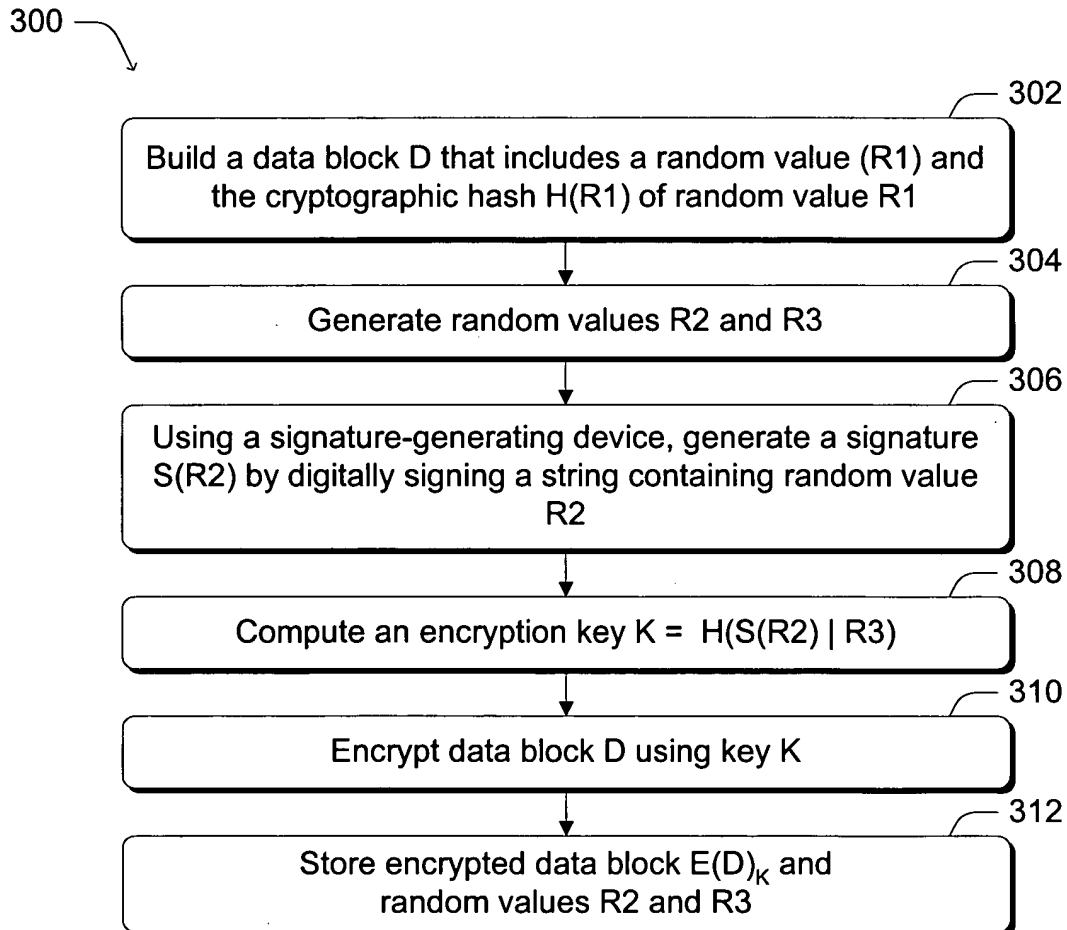 300
302
Build a data block D that includes a random value (R1) and
the cryptographic hash H(R1) of random value R1
304
Generate random values R2 and R3
306
Using a signature-generating device, generate a signature
S(R2) by digitally signing a string containing random value
R2
308
Compute an encryption key K = H(S(R2) | R3)
310
Encrypt data block D using key K
312
Store encrypted data block E(D)K and
random values R2 and R3